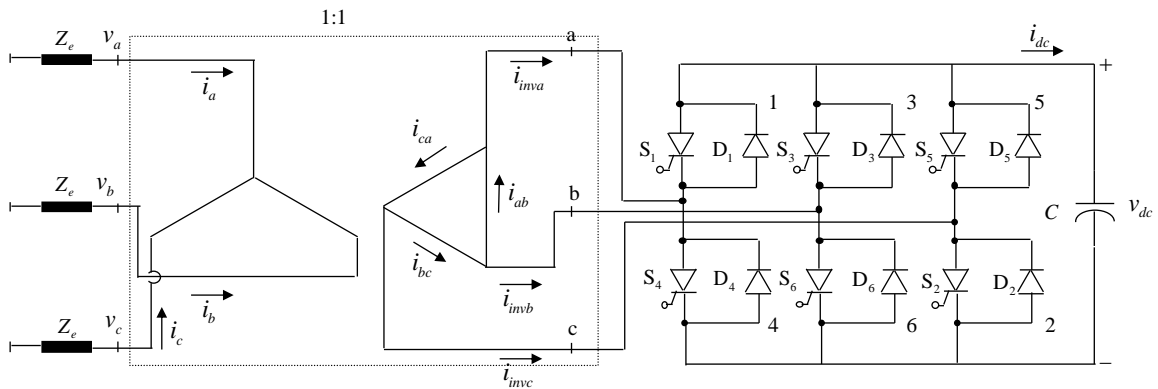 1:1
Z_e v_a a i_dc
i_a i_inva +
1 3 5
i_ca S_1 D_1 S_3 D_3 S_5 D_5
Z_e v_b i_ab b C v_dc
i_bc S_4 D_4 S_6 D_6 S_2 D_2
i_b i_invb
Z_e v_c i_c c 4 6 2
i_invc −